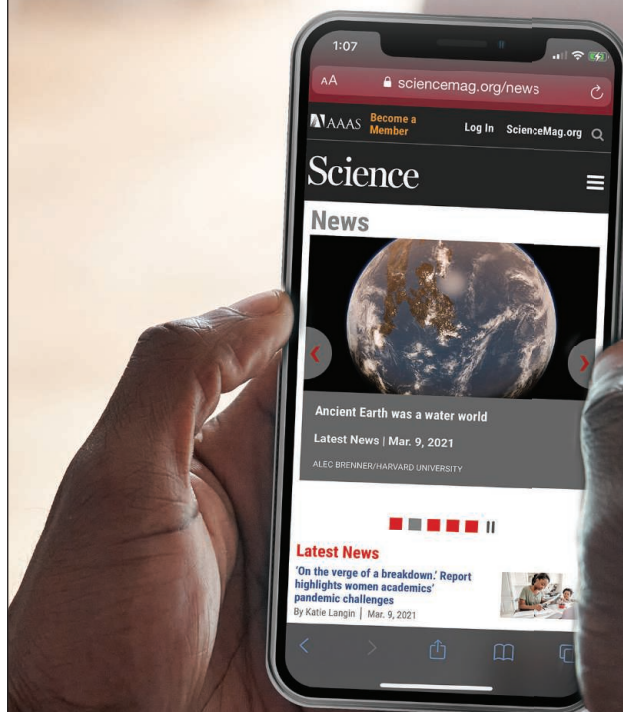 1:07
AA sciencemag.org/news
AAAS Become a
Member Log In ScienceMag.org
Science
News
Ancient Earth was a water world
Latest News | Mar. 9, 2021
ALEC BRENNER/HARVARD UNIVERSITY
Latest News
‘On the verge of a breakdown.’ Report
highlights women academics’
pandemic challenges
By Katie Langin | Mar. 9, 2021